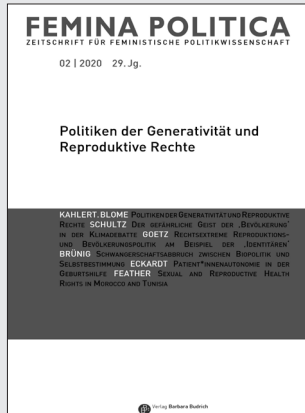 FEMINA POLITICA
ZEITSCHRIFT FÜR FEMINISTISCHE POLITIKWISSENSCHAFT
02 | 2020 29. Jg.
Politiken der Generativität und
Reproduktive Rechte
KAHLERT.BLOME POLITIKEN DER GENERATIVITÄT UND REPRODUKTIVE
RECHTE SCHULTZ DER GEFÄHRLICHE GEIST DER ‚BEVÖLKERUNG'
IN DER KLIMADEBATTE GOETZ RECHTSEXTREME REPRODUKTIONS-
UND BEVÖLKERUNGSPOLITIK AM BEISPIEL DER ‚IDENTITÄREN'
BRÜNIG SCHWANGERSCHAFTSABBRUCH ZWISCHEN BIOPOLITIK UND
SELBSTBESTIMMUNG ECKARDT PATIENT*INNENAUTONOMIE IN DER
GEBURTSHILFE FEATHER SEXUAL AND REPRODUCTIVE HEALTH
RIGHTS IN MOROCCO AND TUNISIA
Verlag Barbara Budrich